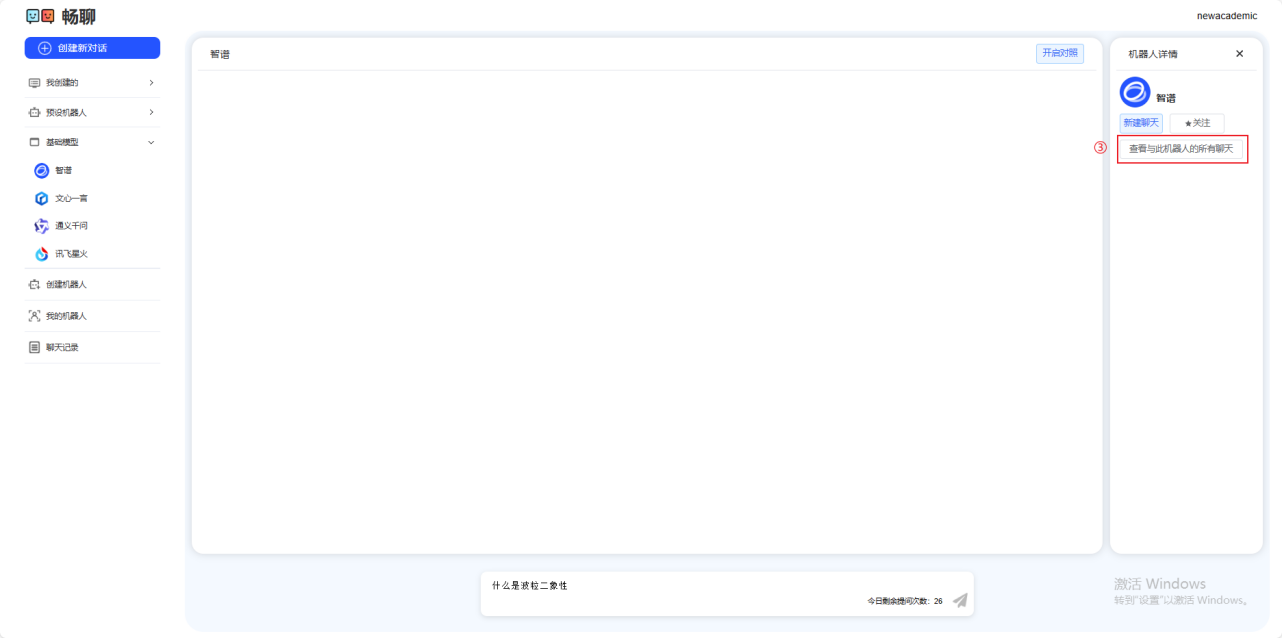 畅聊
newacademic
创建新对话
我创建的
预设机器人
基础模型
智谱
文心一言
通义千问
讯飞星火
创建机器人
我的机器人
聊天记录
智谱
开启对照
机器人详情
智谱
新建聊天
★关注
③
查看与此机器人的所有聊天
什么是波粒二象性
今日剩余提问次数: 26
激活 Windows
转到"设置"以激活 Windows。